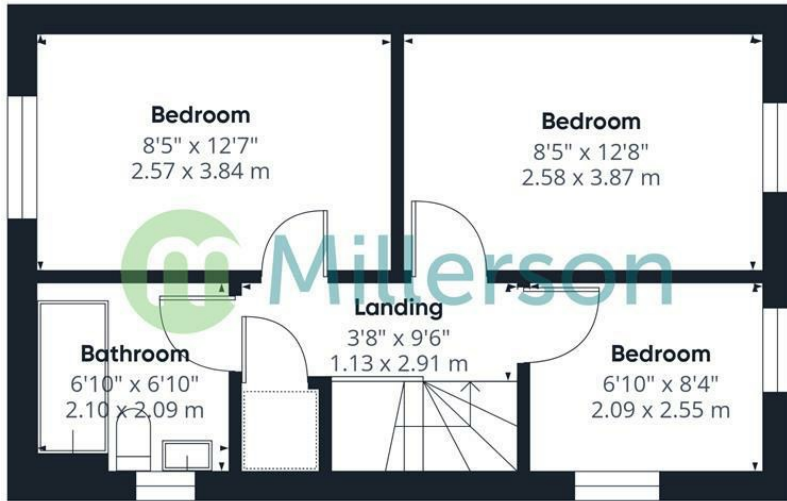 Bedroom
8'5" x 12'7"
2.57 x 3.84 m
Bedroom
8'5" x 12'8"
2.58 x 3.87 m
m Millerson
Landing
3'8" x 9'6"
1.13 x 2.91 m
Bathroom
6'10" x 6'10"
2.10 x 2.09 m
Bedroom
6'10" x 8'4"
2.09 x 2.55 m